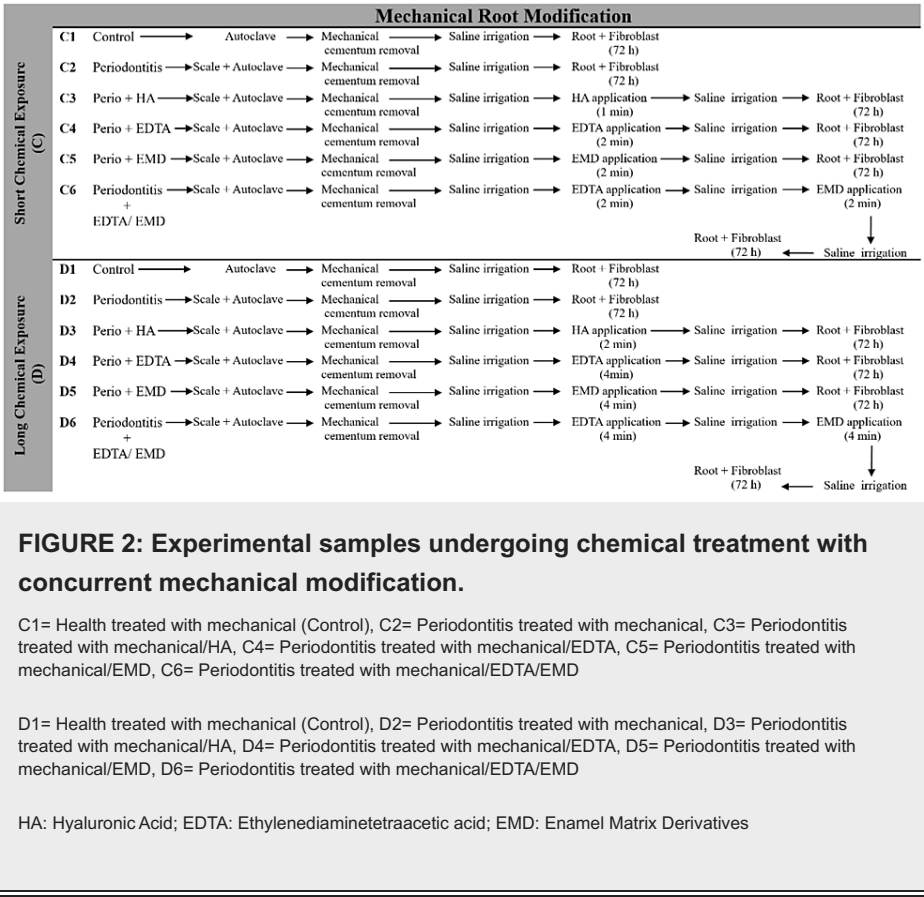 Mechanical Root Modification
Short Chemical Exposure
(C)
C1 Control Autoclave Mechanical Saline irrigation Root + Fibroblast
cementum removal (72 h)
C2 Periodontitis Scale + Autoclave Mechanical Saline irrigation Root + Fibroblast
cementum removal (72 h)
C3 Perio + HA Scale + Autoclave Mechanical Saline irrigation HA application Saline irrigation Root + Fibroblast
cementum removal (1 min) (72 h)
C4 Perio + EDTA Scale + Autoclave Mechanical Saline irrigation EDTA application Saline irrigation Root + Fibroblast
cementum removal (2 min) (72 h)
C5 Perio + EMD Scale + Autoclave Mechanical Saline irrigation EMD application Saline irrigation Root + Fibroblast
cementum removal (2 min) (72 h)
C6 Periodontitis Scale + Autoclave Mechanical Saline irrigation EDTA application Saline irrigation EMD application
+ cementum removal (2 min) (2 min)
EDTA/ EMD
Root + Fibroblast
(72 h) Saline irrigation
Long Chemical Exposure
(D)
D1 Control Autoclave Mechanical Saline irrigation Root + Fibroblast
cementum removal (72 h)
D2 Periodontitis Scale + Autoclave Mechanical Saline irrigation Root + Fibroblast
cementum removal (72 h)
D3 Perio + HA Scale + Autoclave Mechanical Saline irrigation HA application Saline irrigation Root + Fibroblast
cementum removal (2 min) (72 h)
D4 Perio + EDTA Scale + Autoclave Mechanical Saline irrigation EDTA application Saline irrigation Root + Fibroblast
cementum removal (4min) (72 h)
D5 Perio + EMD Scale + Autoclave Mechanical Saline irrigation EMD application Saline irrigation Root + Fibroblast
cementum removal (4 min) (72 h)
D6 Periodontitis Scale + Autoclave Mechanical Saline irrigation EDTA application Saline irrigation EMD application
+ cementum removal (4 min) (4 min)
EDTA/ EMD
Root + Fibroblast
(72 h) Saline irrigation
FIGURE 2: Experimental samples undergoing chemical treatment with
concurrent mechanical modification.
C1= Health treated with mechanical (Control), C2= Periodontitis treated with mechanical, C3= Periodontitis
treated with mechanical/HA, C4= Periodontitis treated with mechanical/EDTA, C5= Periodontitis treated with
mechanical/EMD, C6= Periodontitis treated with mechanical/EDTA/EMD
D1= Health treated with mechanical (Control), D2= Periodontitis treated with mechanical, D3= Periodontitis
treated with mechanical/HA, D4= Periodontitis treated with mechanical/EDTA, D5= Periodontitis treated with
mechanical/EMD, D6= Periodontitis treated with mechanical/EDTA/EMD
HA: Hyaluronic Acid; EDTA: Ethylenediaminetetraacetic acid; EMD: Enamel Matrix Derivatives